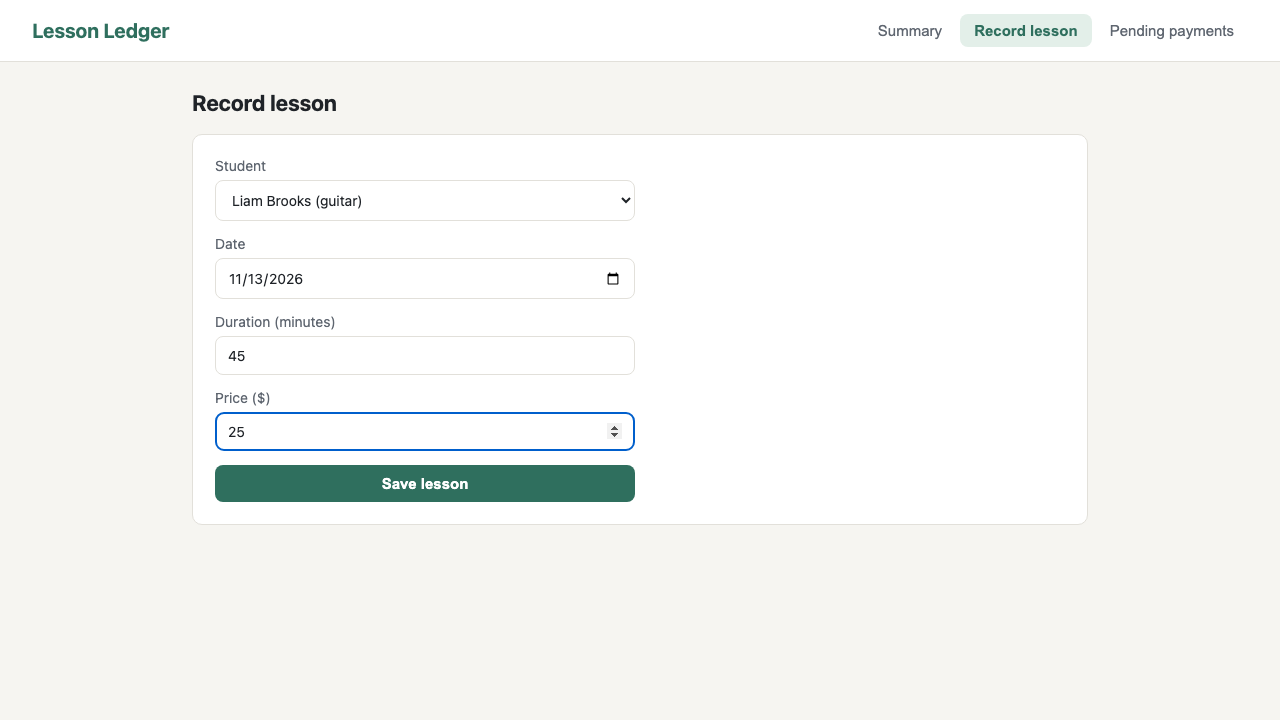 Lesson Ledger
Summary
Record lesson
Pending payments
Record lesson
Student
Liam Brooks (guitar)
Date
11/13/2026
Duration (minutes)
45
Price ($)
25
Save lesson